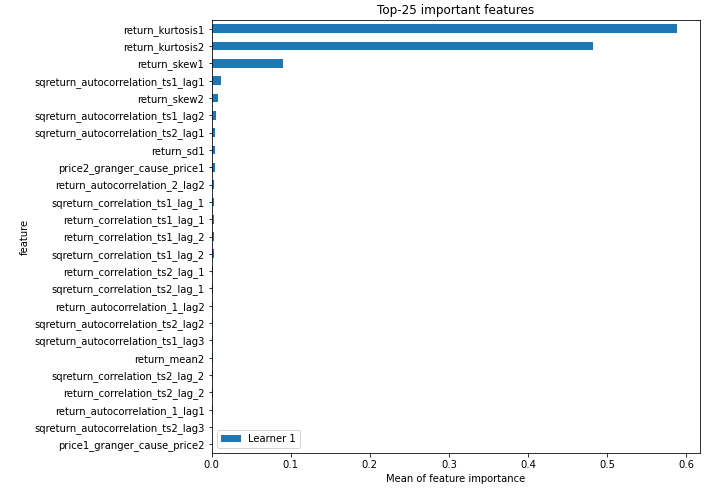 Top-25 important features
return_kurtosis1
return_kurtosis2
return_skew1
sqreturn_autocorrelation_ts1_lag1
return_skew2
sqreturn_autocorrelation_ts1_lag2
sqreturn_autocorrelation_ts2_lag1
return_sd1
price2_granger_cause_price1
return_autocorrelation_2_lag2
sqreturn_correlation_ts1_lag_1
return_correlation_ts1_lag_1
return_correlation_ts1_lag_2
sqreturn_correlation_ts1_lag_2
return_correlation_ts2_lag_1
sqreturn_correlation_ts2_lag_1
return_autocorrelation_1_lag2
sqreturn_autocorrelation_ts2_lag2
sqreturn_autocorrelation_ts1_lag3
return_mean2
sqreturn_correlation_ts2_lag_2
return_correlation_ts2_lag_2
return_autocorrelation_1_lag1
sqreturn_autocorrelation_ts2_lag3
price1_granger_cause_price2
feature
Learner 1
0.0 0.1 0.2 0.3 0.4 0.5 0.6
Mean of feature importance